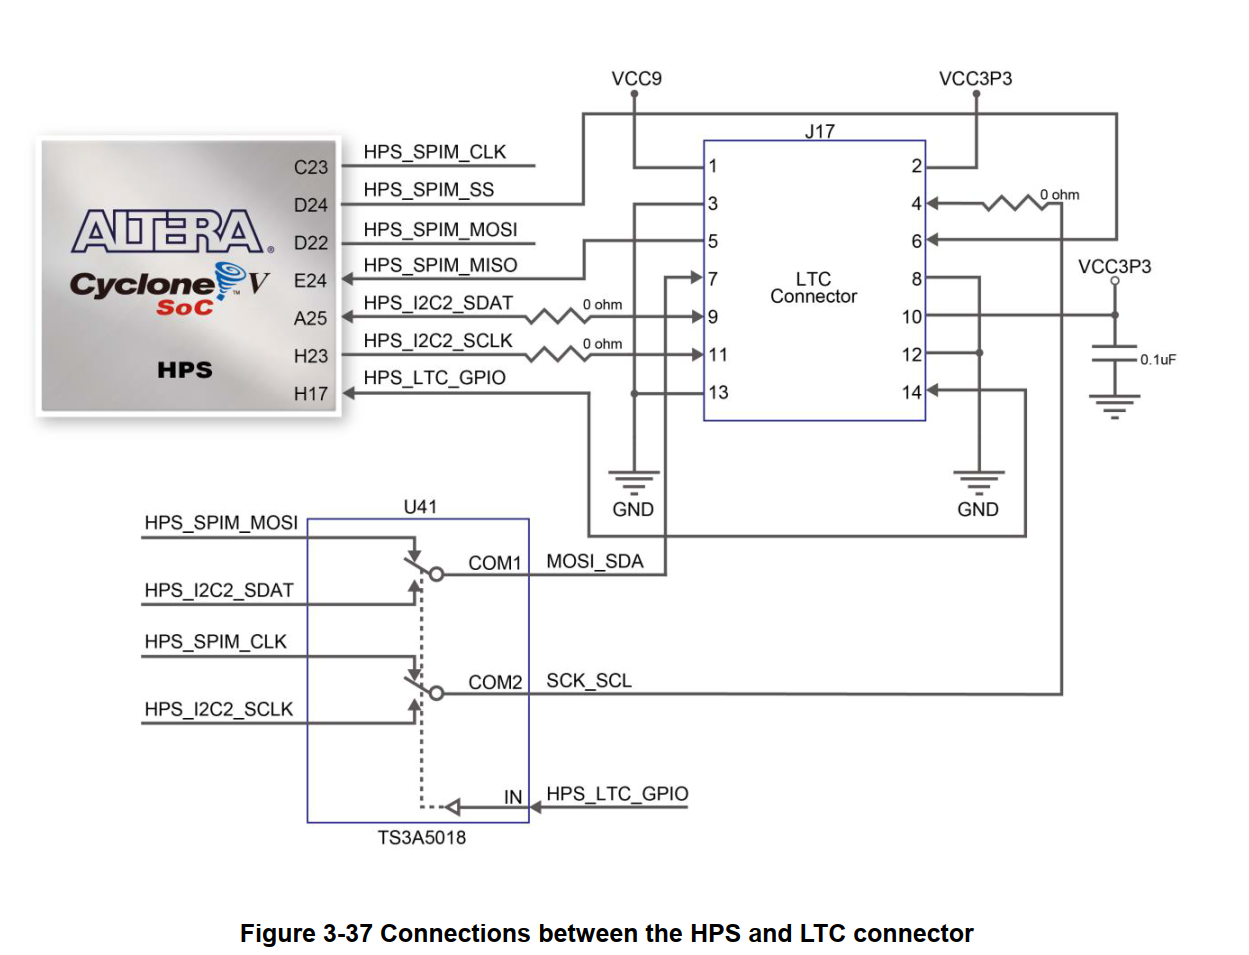 VCC9
VCC3P3
J17
C23 HPS_SPIM_CLK
D24 HPS_SPIM_SS
D22 HPS_SPIM_MOSI
E24 HPS_SPIM_MISO
A25 HPS_I2C2_SDAT 0 ohm
H23 HPS_I2C2_SCLK 0 ohm
H17 HPS_LTC_GPIO
ALTERA®
Cyclone™ V
SoC
HPS
1 2
3 4 0 ohm
5 6
7 8
9 10
11 12
13 14
LTC
Connector
VCC3P3
0.1uF
GND
GND
U41
HPS_SPIM_MOSI
COM1 MOSI_SDA
HPS_I2C2_SDAT
HPS_SPIM_CLK
COM2 SCK_SCL
HPS_I2C2_SCLK
IN HPS_LTC_GPIO
TS3A5018
Figure 3-37 Connections between the HPS and LTC connector